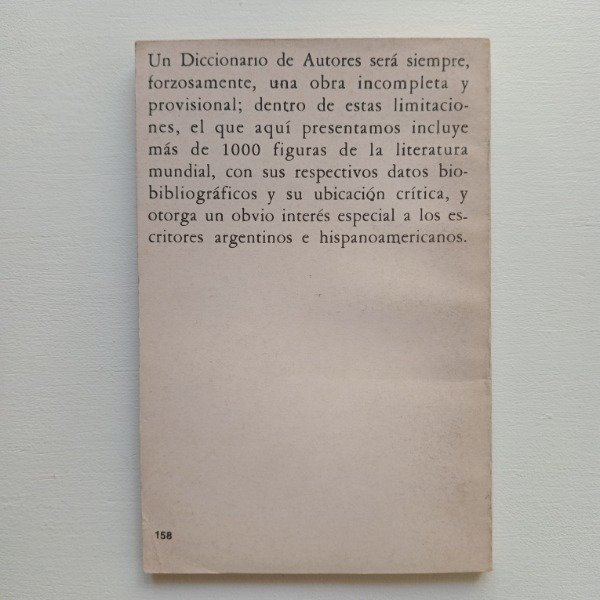 Un Diccionario de Autores será siempre,
forzosamente, una obra incompleta y
provisional; dentro de estas limitacio-
nes, el que aquí presentamos incluye
más de 1000 figuras de la literatura
mundial, con sus respectivos datos bio-
bibliográficos y su ubicación crítica, y
otorga un obvio interés especial a los es-
critores argentinos e hispanoamericanos.
158